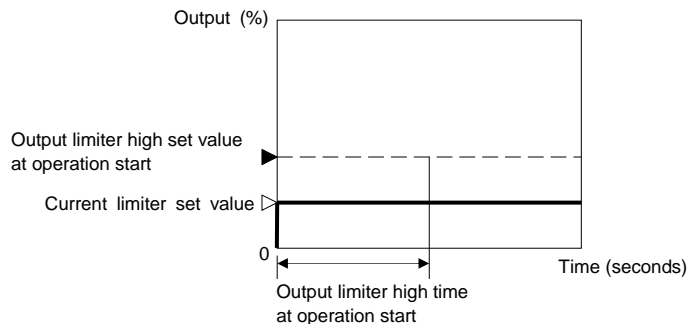 Output (%)
Output limiter high set value
at operation start
Current limiter set value
0
Time (seconds)
Output limiter high time
at operation start